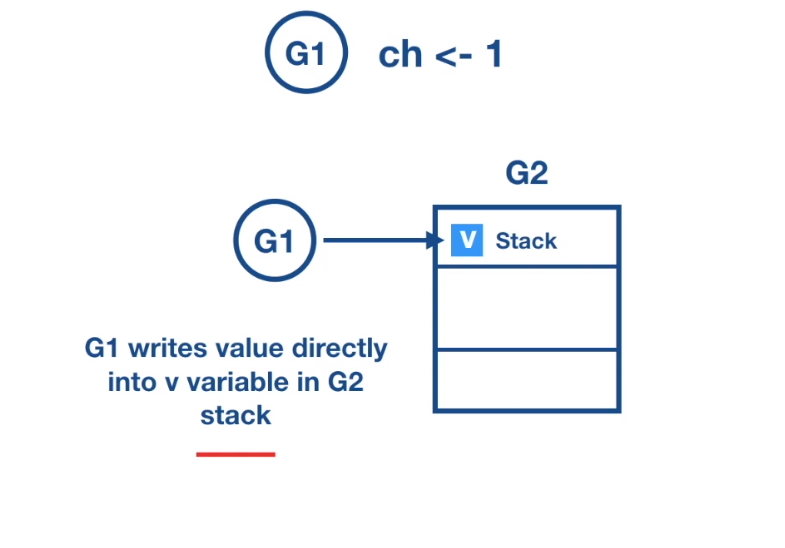 G1 ch <- 1
G2
G1
V Stack
G1 writes value directly
into v variable in G2
stack